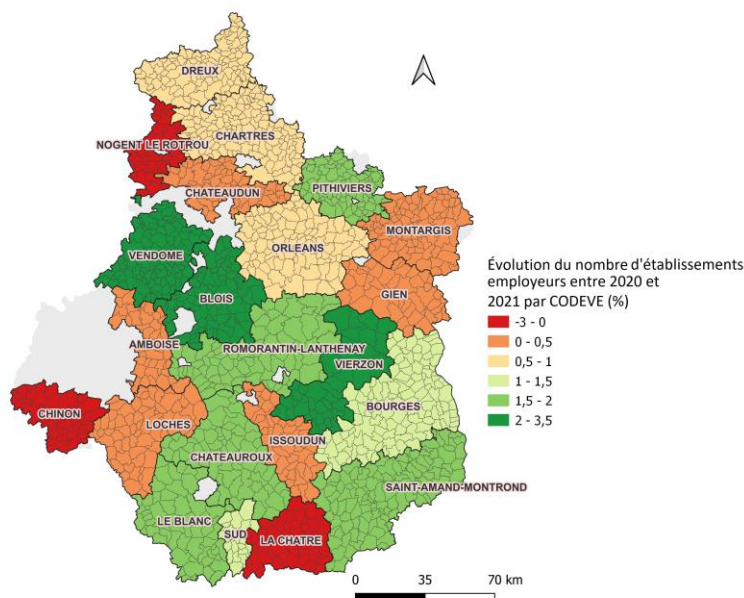 DREUX
NOGENT LE ROTROU
CHARTRES
CHATEAUDUN
PITHIVIERS
MONTARGIS
ORLEANS
VENDOME
BLOIS
GIEN
AMBOISE
ROMORANTIN-LANTHENAY
VIERZON
BOURGES
CHINON
LOCHES
ISSOUDUN
CHATEAUROUX
SAINT-AMAND-MONTROND
LE BLANC
SUD
LA CHATRE
Évolution du nombre d'établissements
employeurs entre 2020 et
2021 par CODEVE (%)
-3 - 0
0 - 0,5
0,5 - 1
1 - 1,5
1,5 - 2
2 - 3,5
0 35 70 km